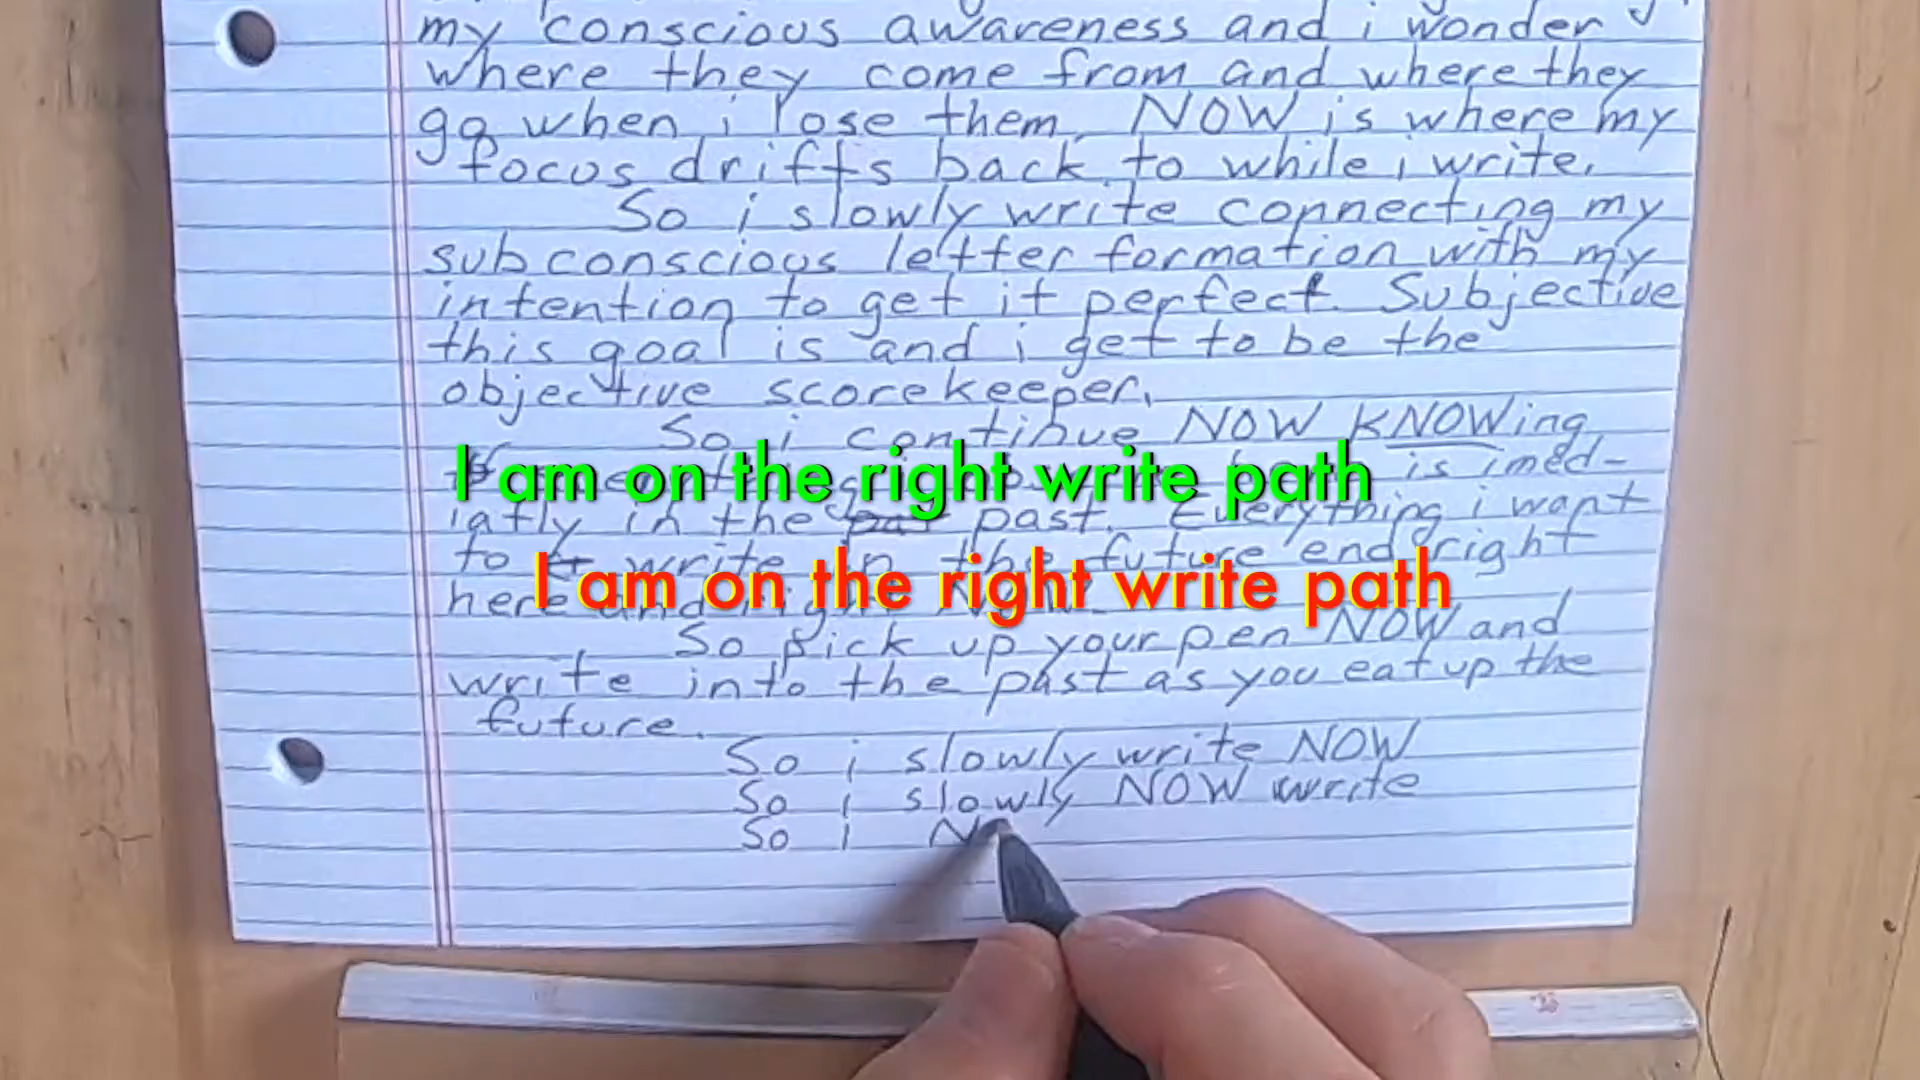 my conscious awareness and i wonder
where they come from and where they
go when i lose them. NOW is where my
focus drifts back to while i write.
So i slowly write connecting my
subconscious letter formation with my
intention to get it perfect. Subjective
this goal is and i get to be the
objective scorekeeper.
So i continue NOW KNOWing
I am on the right write path
is imed-
iatly in the past. Everything i want
to write in the future end right
I am on the right write path
here and
So pick up your pen NOW and
write into the past as you eat up the
future.
So i slowly write NOW
So i slowly NOW write
So i NO